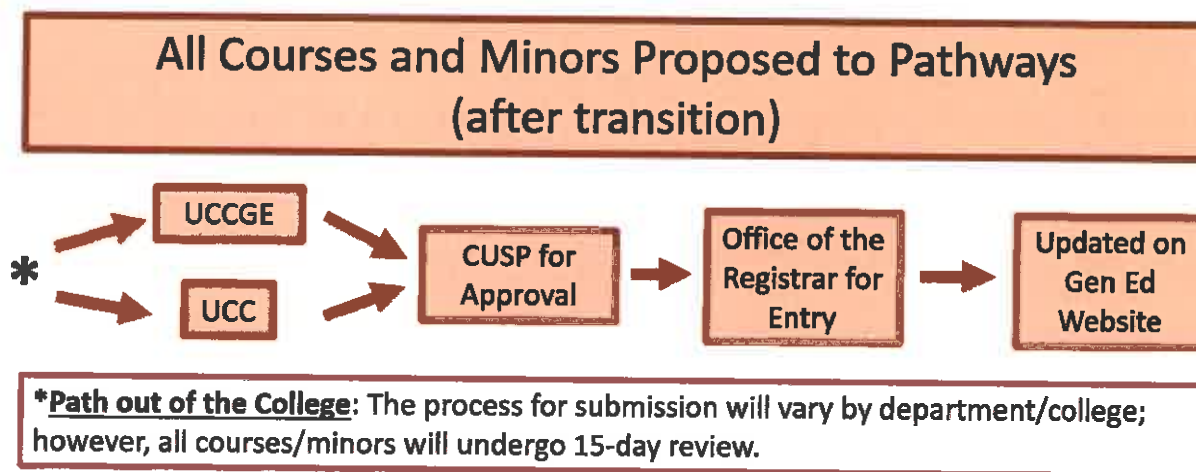 All Courses and Minors Proposed to Pathways
(after transition)
*
UCCGE
UCC
CUSP for
Approval
Office of the
Registrar for
Entry
Updated on
Gen Ed
Website
*Path out of the College: The process for submission will vary by department/college;
however, all courses/minors will undergo 15-day review.